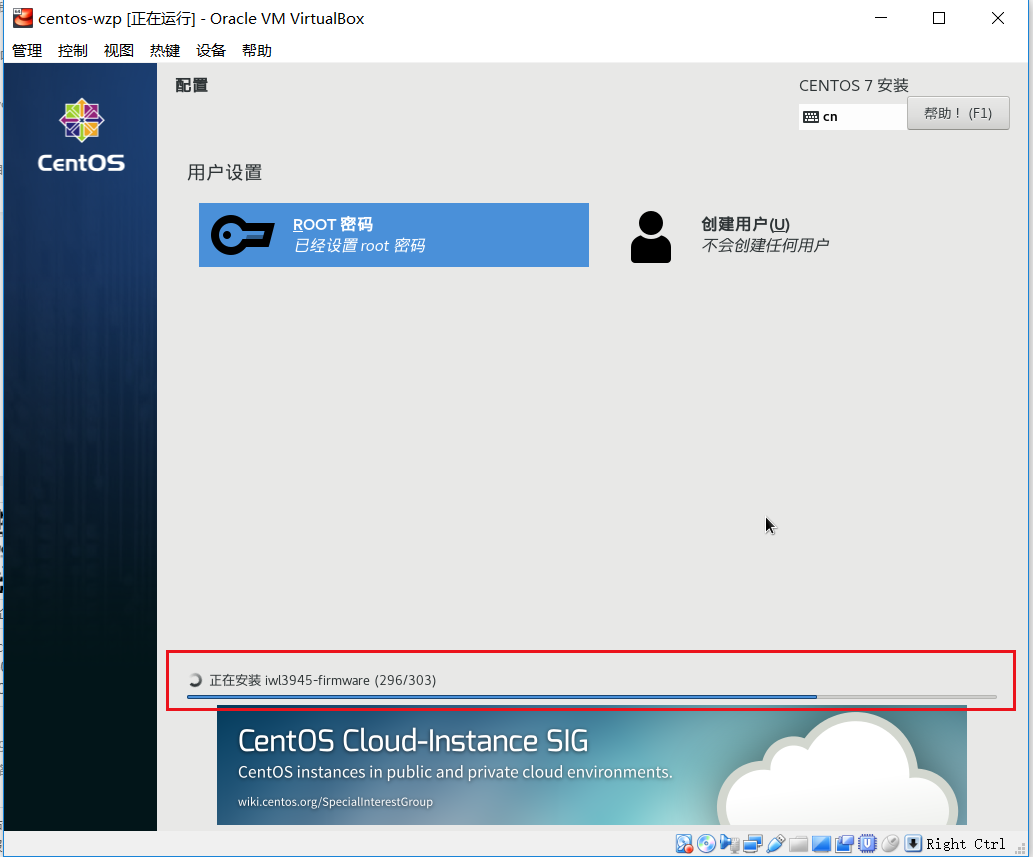 centos-wzp [正在运行] - Oracle VM VirtualBox
管理 控制 视图 热键 设备 帮助
配置
CENTOS 7 安装
cn
帮助！ (F1)
CentOS
用户设置
ROOT 密码
已经设置 root 密码
创建用户(U)
不会创建任何用户
正在安装 iwl3945-firmware (296/303)
CentOS Cloud-Instance SIG
CentOS instances in public and private cloud environments.
wiki.centos.org/SpecialInterestGroup
Right Ctrl